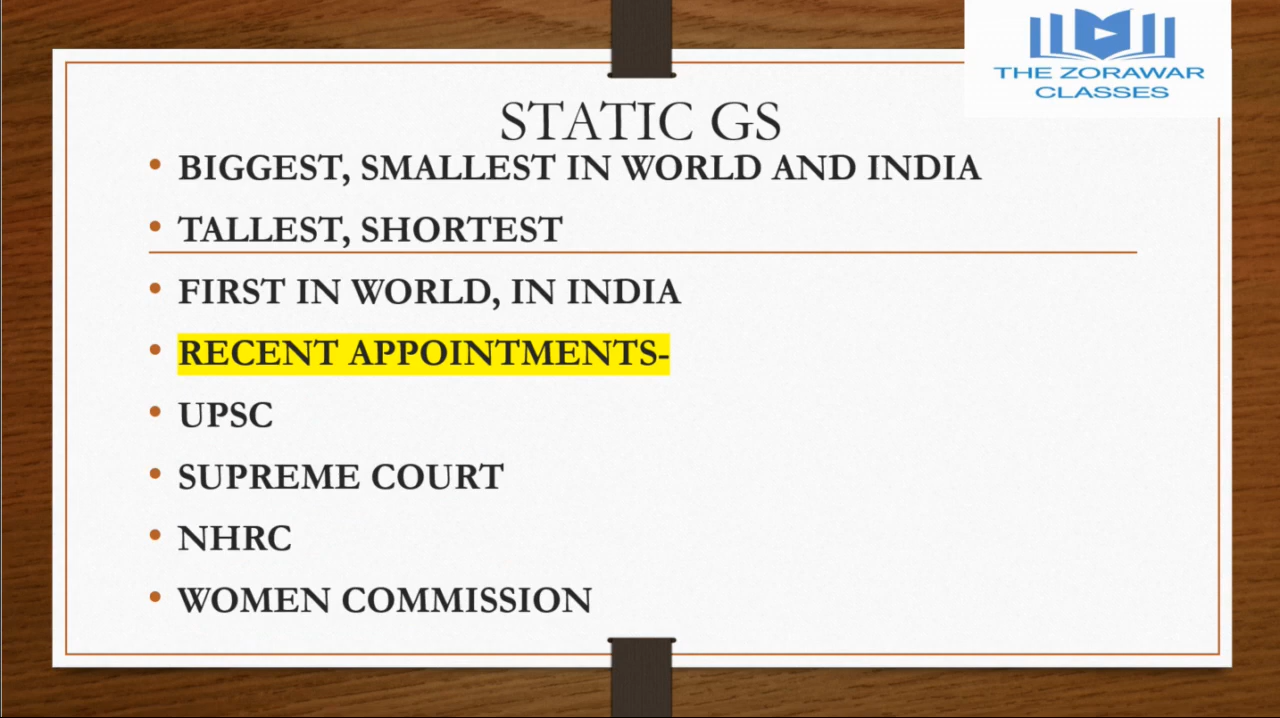 THE ZORAWAR
CLASSES
STATIC GS
• BIGGEST, SMALLEST IN WORLD AND INDIA
• TALLEST, SHORTEST
• FIRST IN WORLD, IN INDIA
• RECENT APPOINTMENTS-
• UPSC
• SUPREME COURT
• NHRC
• WOMEN COMMISSION